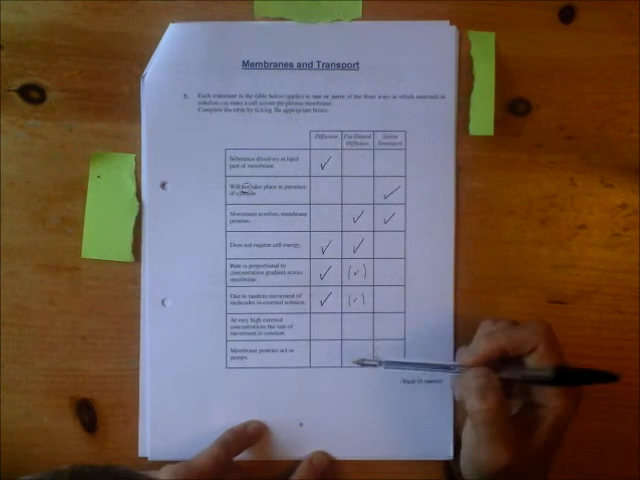 Membranes and Transport
5. Each statement in the table below applies to one or more of the three ways in which materials in
solution can enter a cell across the plasma membrane.
Complete the table by ticking the appropriate boxes.
Diffusion
Facilitated
Diffusion
Active
Transport
Substance dissolves in lipid
part of membrane.
✓
Will not take place in presence
of cyanide.
✓
Movement involves membrane
proteins.
✓ ✓
Does not require cell energy.
✓ ✓
Rate is proportional to
concentration gradient across
membrane.
✓ (✓)
Due to random movement of
molecules in external solution.
✓ (✓)
At very high external
concentrations the rate of
movement is constant.
Membrane proteins act as
pumps.